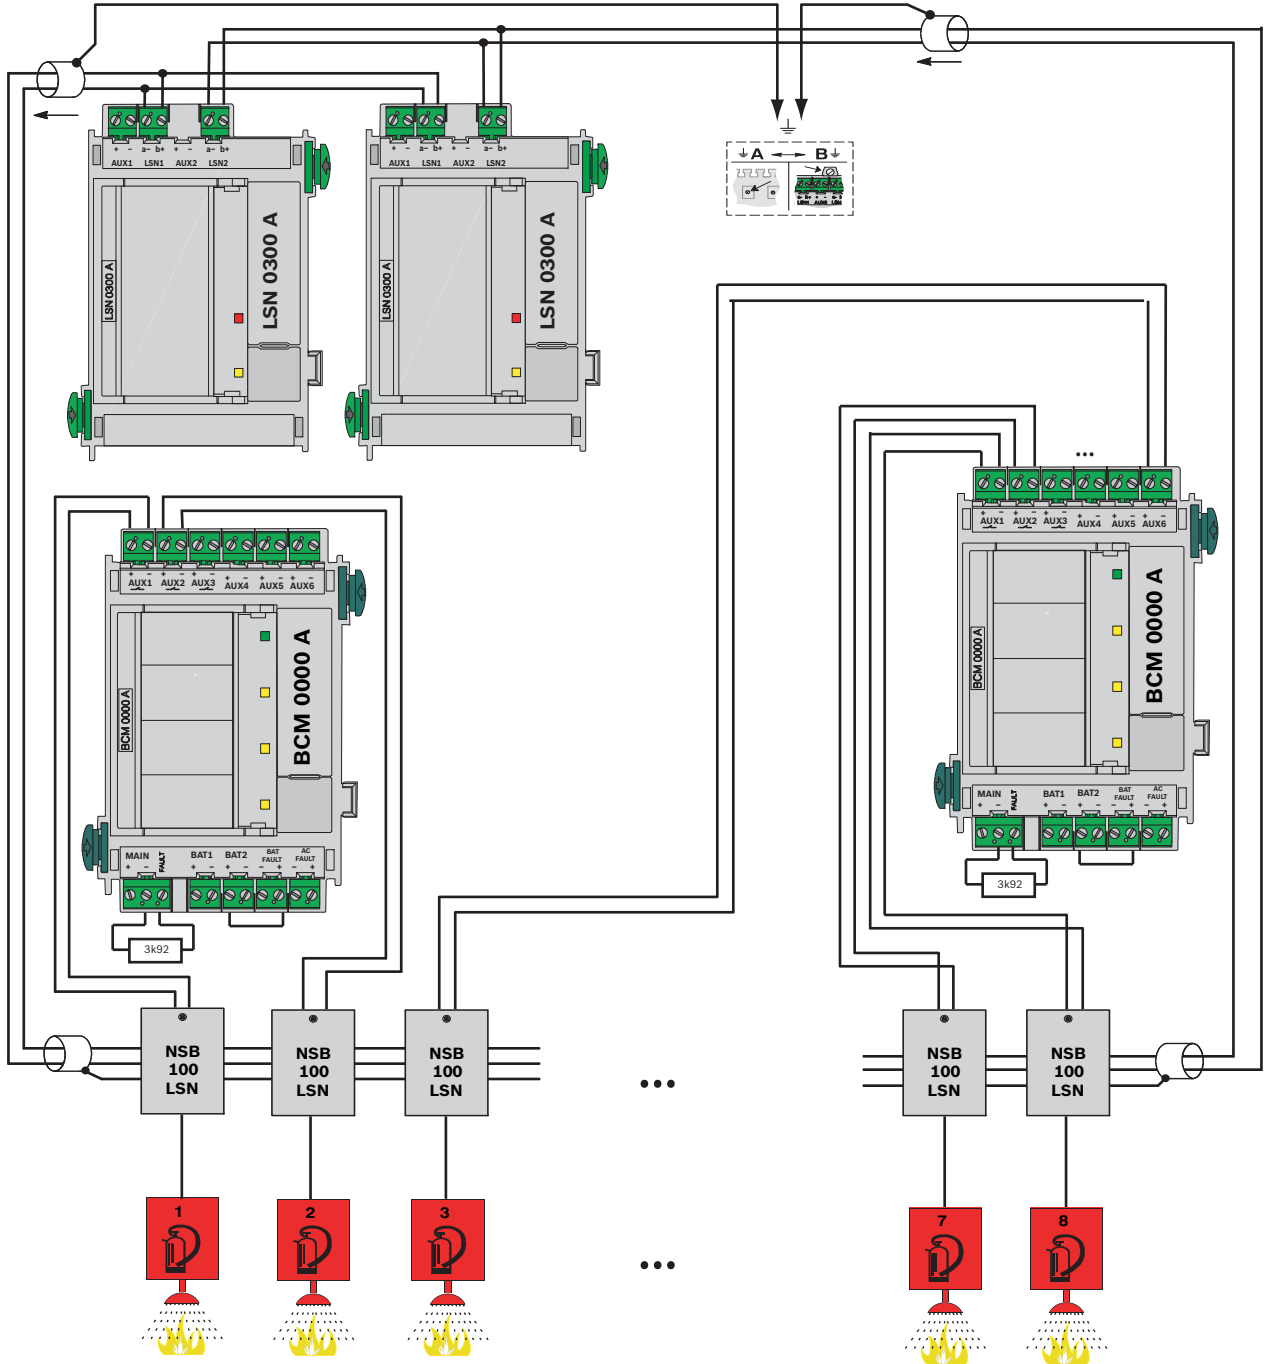 + − a− b+ + − a− b+
AUX1 LSN1 AUX2 LSN2
LSN 0300 A
LSN 0300 A
+ − a− b+ + − a− b+
AUX1 LSN1 AUX2 LSN2
LSN 0300 A
LSN 0300 A
A B
+ − + − + − + − + − + −
AUX1 AUX2 AUX3 AUX4 AUX5 AUX6
BCM 0000 A
BCM 0000 A
MAIN FAULT BAT1 BAT2 BAT FAULT AC FAULT
+ − + − + − − + − +
3k92
...
+ − + − + − + − + − + −
AUX1 AUX2 AUX3 AUX4 AUX5 AUX6
BCM 0000 A
BCM 0000 A
MAIN FAULT BAT1 BAT2 BAT FAULT AC FAULT
+ − + − + − − + − +
3k92
NSB
100
LSN
NSB
100
LSN
NSB
100
LSN
...
NSB
100
LSN
NSB
100
LSN
1
2
3
...
7
8